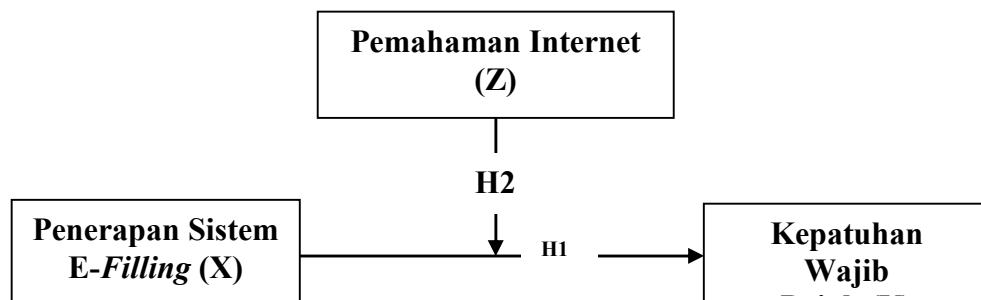 Pemahaman Internet
(Z)
H2
Penerapan Sistem
E-Filling (X)
H1
Kepatuhan
Wajib